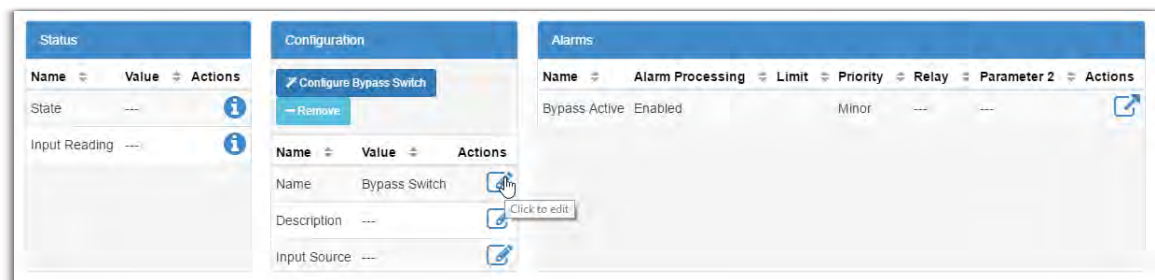 Status
Name Value Actions
State ---
Input Reading ---
Configuration
Configure Bypass Switch
Remove
Name Value Actions
Name Bypass Switch
Click to edit
Description ---
Input Source ---
Alarms
Name Alarm Processing Limit Priority Relay Parameter 2 Actions
Bypass Active Enabled Minor --- ---